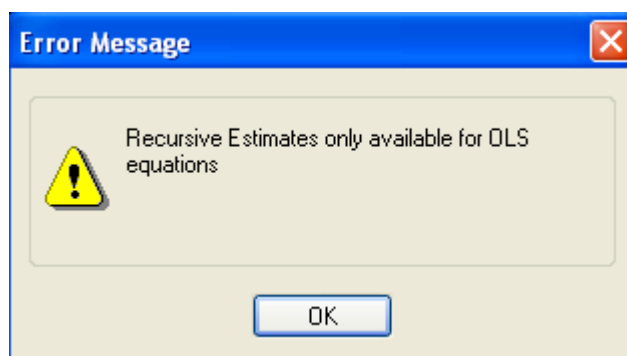 Error Message
Recursive Estimates only available for OLS
equations
OK